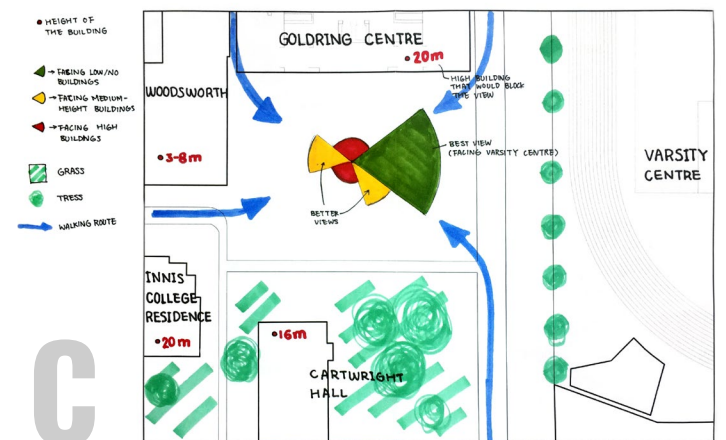 HEIGHT OF
THE BUILDING
FACING LOW/NO
BUILDINGS
FACING MEDIUM-
HEIGHT BUILDINGS
FACING HIGH
BUILDINGS
GRASS
TRESS
WALKING ROUTE
GOLDRING CENTRE
20m
HIGH BUILDING
THAT WOULD BLOCK
THE VIEW
WOODSWORTH
3-8m
BEST VIEW
(FACING VARSITY CENTRE)
BETTER
VIEWS
VARSITY
CENTRE
INNIS
COLLEGE
RESIDENCE
20m
16m
CARTWRIGHT
HALL
C